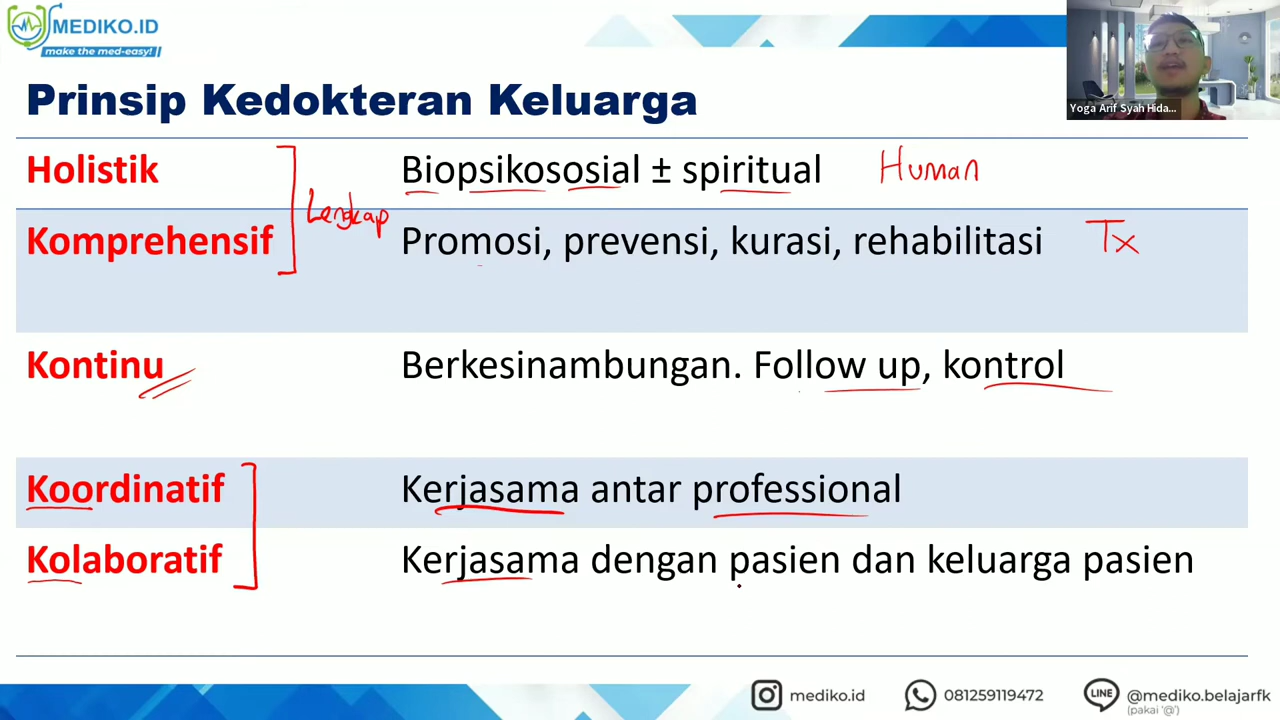 MEDIKO.ID
make the med-easy!
Yoga Arif Syah Hida...
Prinsip Kedokteran Keluarga
Holistik Biopsikososial ± spiritual Human
Lengkap
Komprehensif Promosi, prevensi, kurasi, rehabilitasi Tx
Kontinu Berkesinambungan. Follow up, kontrol
Koordinatif Kerjasama antar professional
Kolaboratif Kerjasama dengan pasien dan keluarga pasien
mediko.id 081259119472 LINE @mediko.belajarfk
(pakai '@')